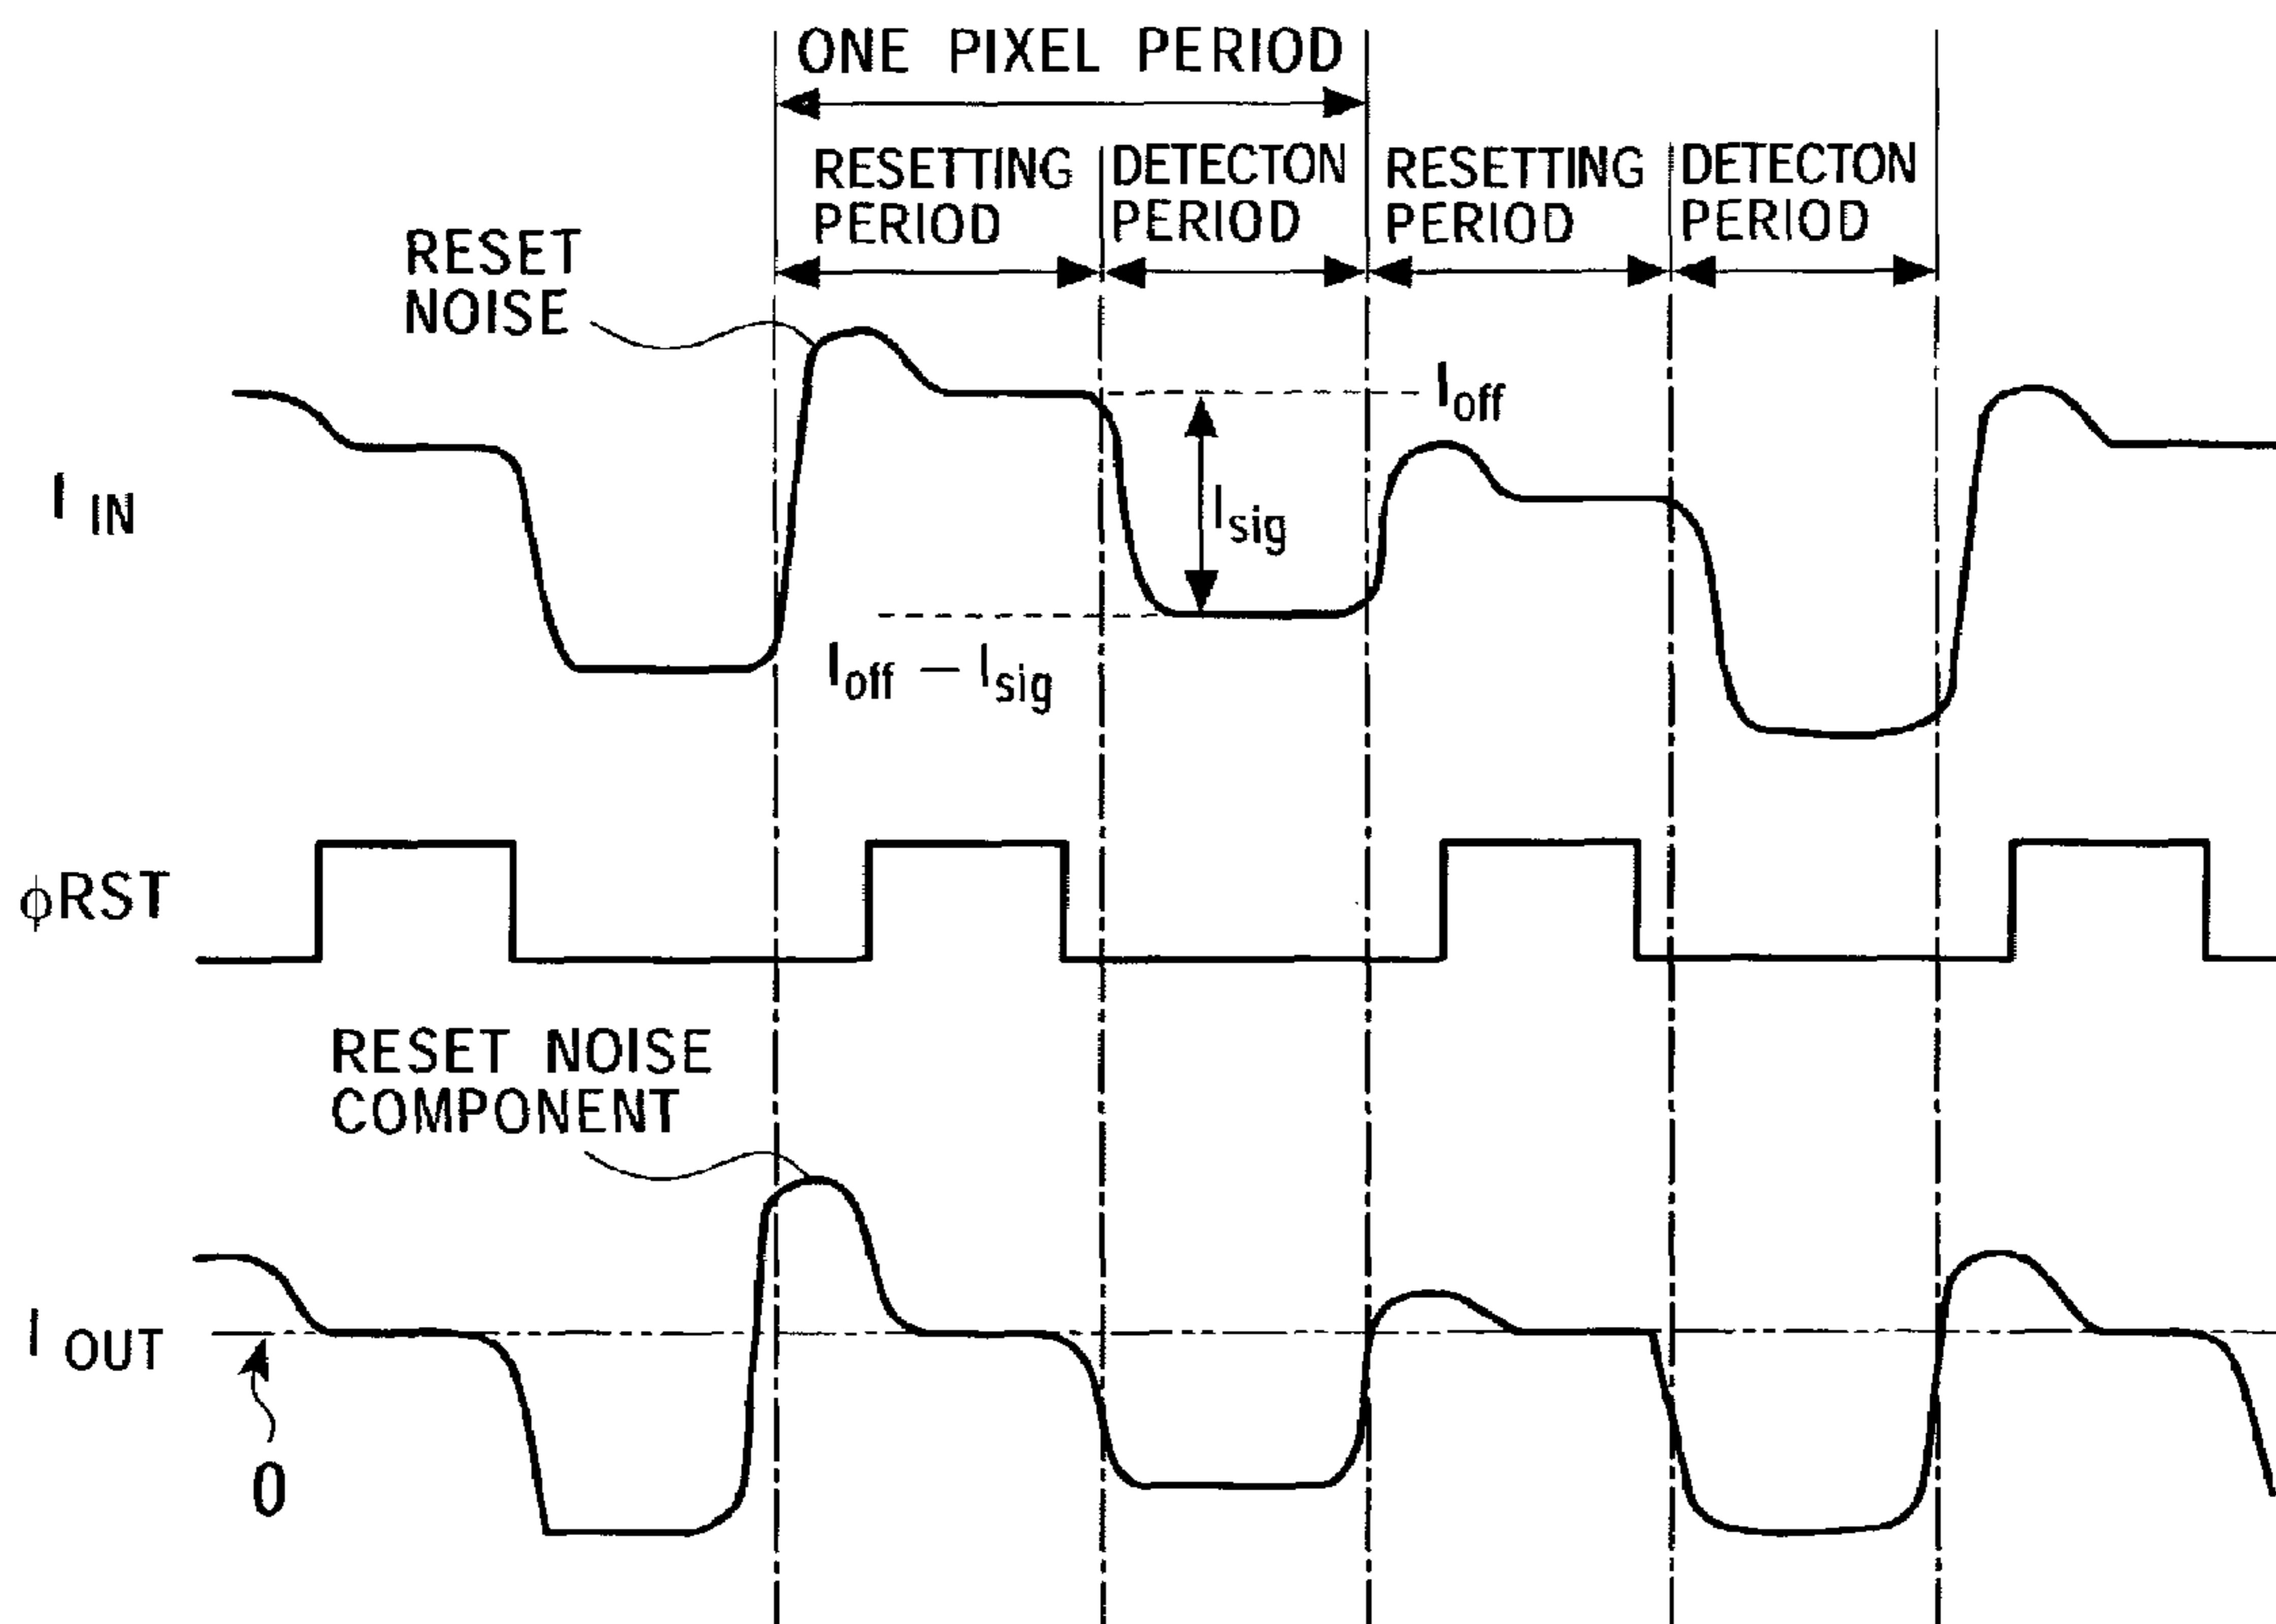 ONE PIXEL PERIOD
RESETTING PERIOD
DETECTON PERIOD
RESETTING PERIOD
DETECTON PERIOD
RESET NOISE
I IN
Ioff
Isig
Ioff – Isig
ϕRST
RESET NOISE COMPONENT
I OUT
0